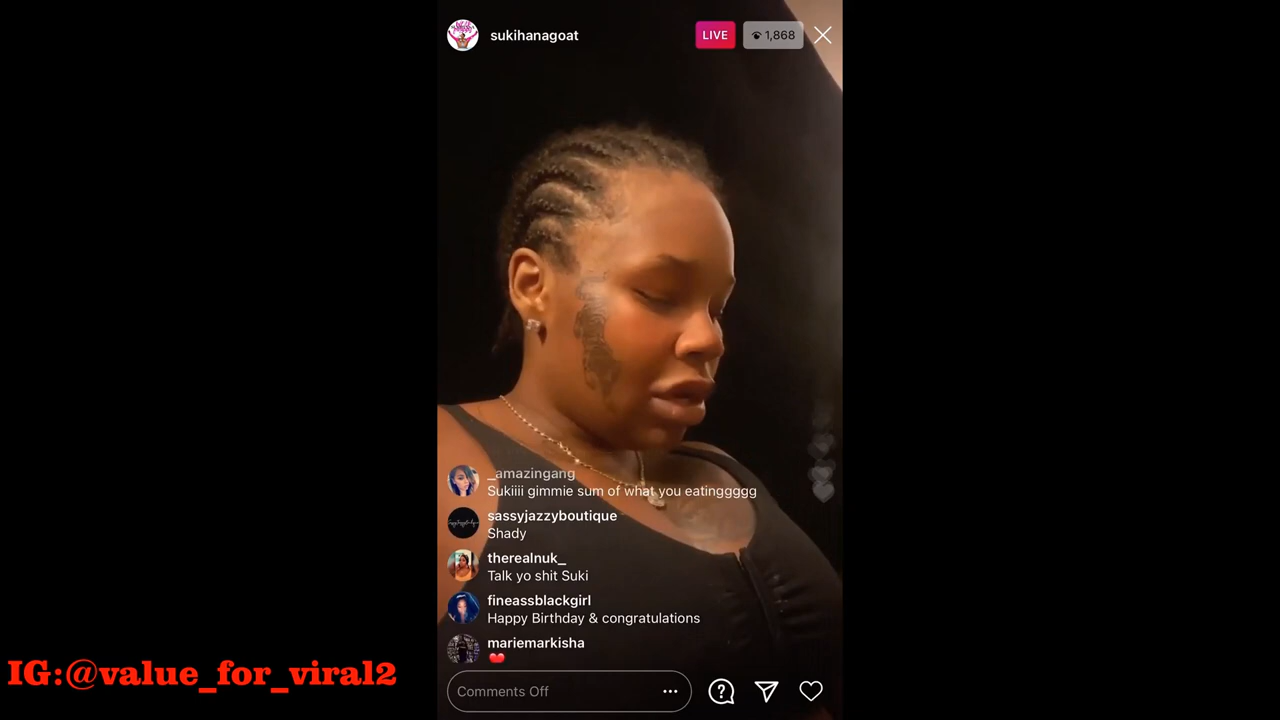 sukihanagoat
LIVE
1,868
_amazingang
Sukiiii gimmie sum of what you eatinggggg
sassyjazzyboutique
Shady
therealnuk_
Talk yo shit Suki
fineassblackgirl
Happy Birthday & congratulations
mariemarkisha
❤️
Comments Off
IG:@value_for_viral2